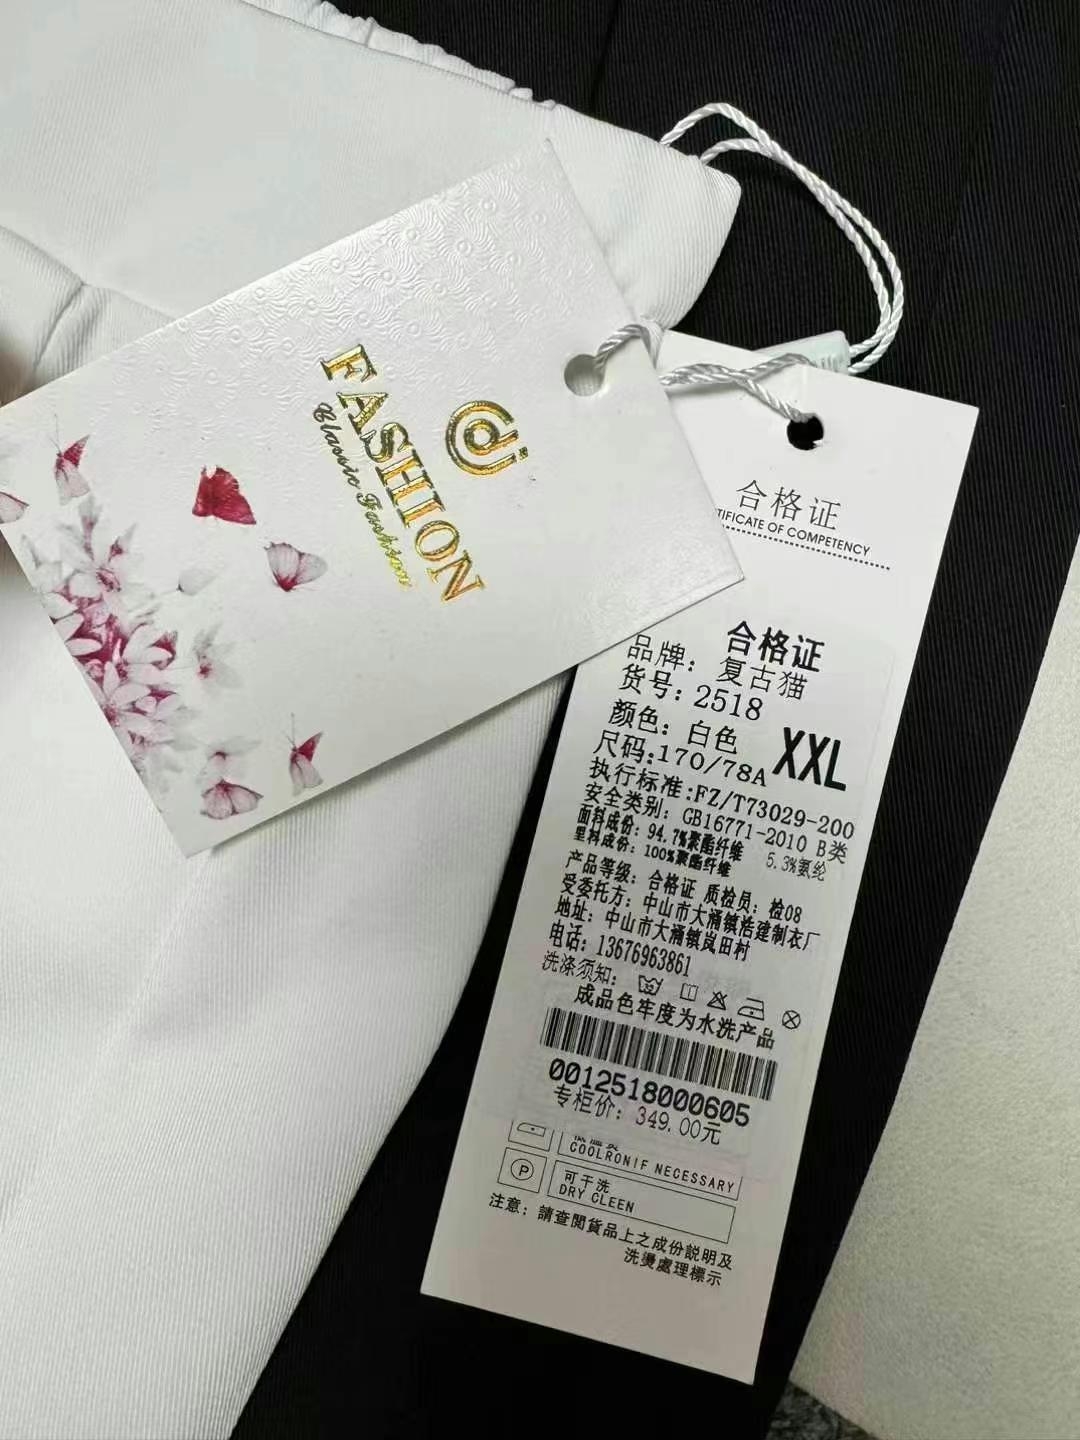 FASHION
Classic Fashion
合格证
TIFICATE OF COMPETENCY
合格证
品牌：复古猫
货号：2518
颜色：白色
XXL
尺码:170/78A
执行标准:FZ/T73029-200
安全类别：GB16771-2010 B类
面料成份：94.7%聚酯纤维 5.3%氨纶
里料成份：100%聚酯纤维
产品等级：合格证 质检员：检08
受委托方：中山市大涌镇浩建制衣厂
地址：中山市大涌镇岚田村
电话：13676963861
洗涤须知：
成品色牢度为水洗产品
0012518000605
专柜价：349.00元
COOLRONIF NECESSARY
P
可干洗
DRY CLEEN
注意：請查閱貨品上之成份說明及
洗燙處理標示